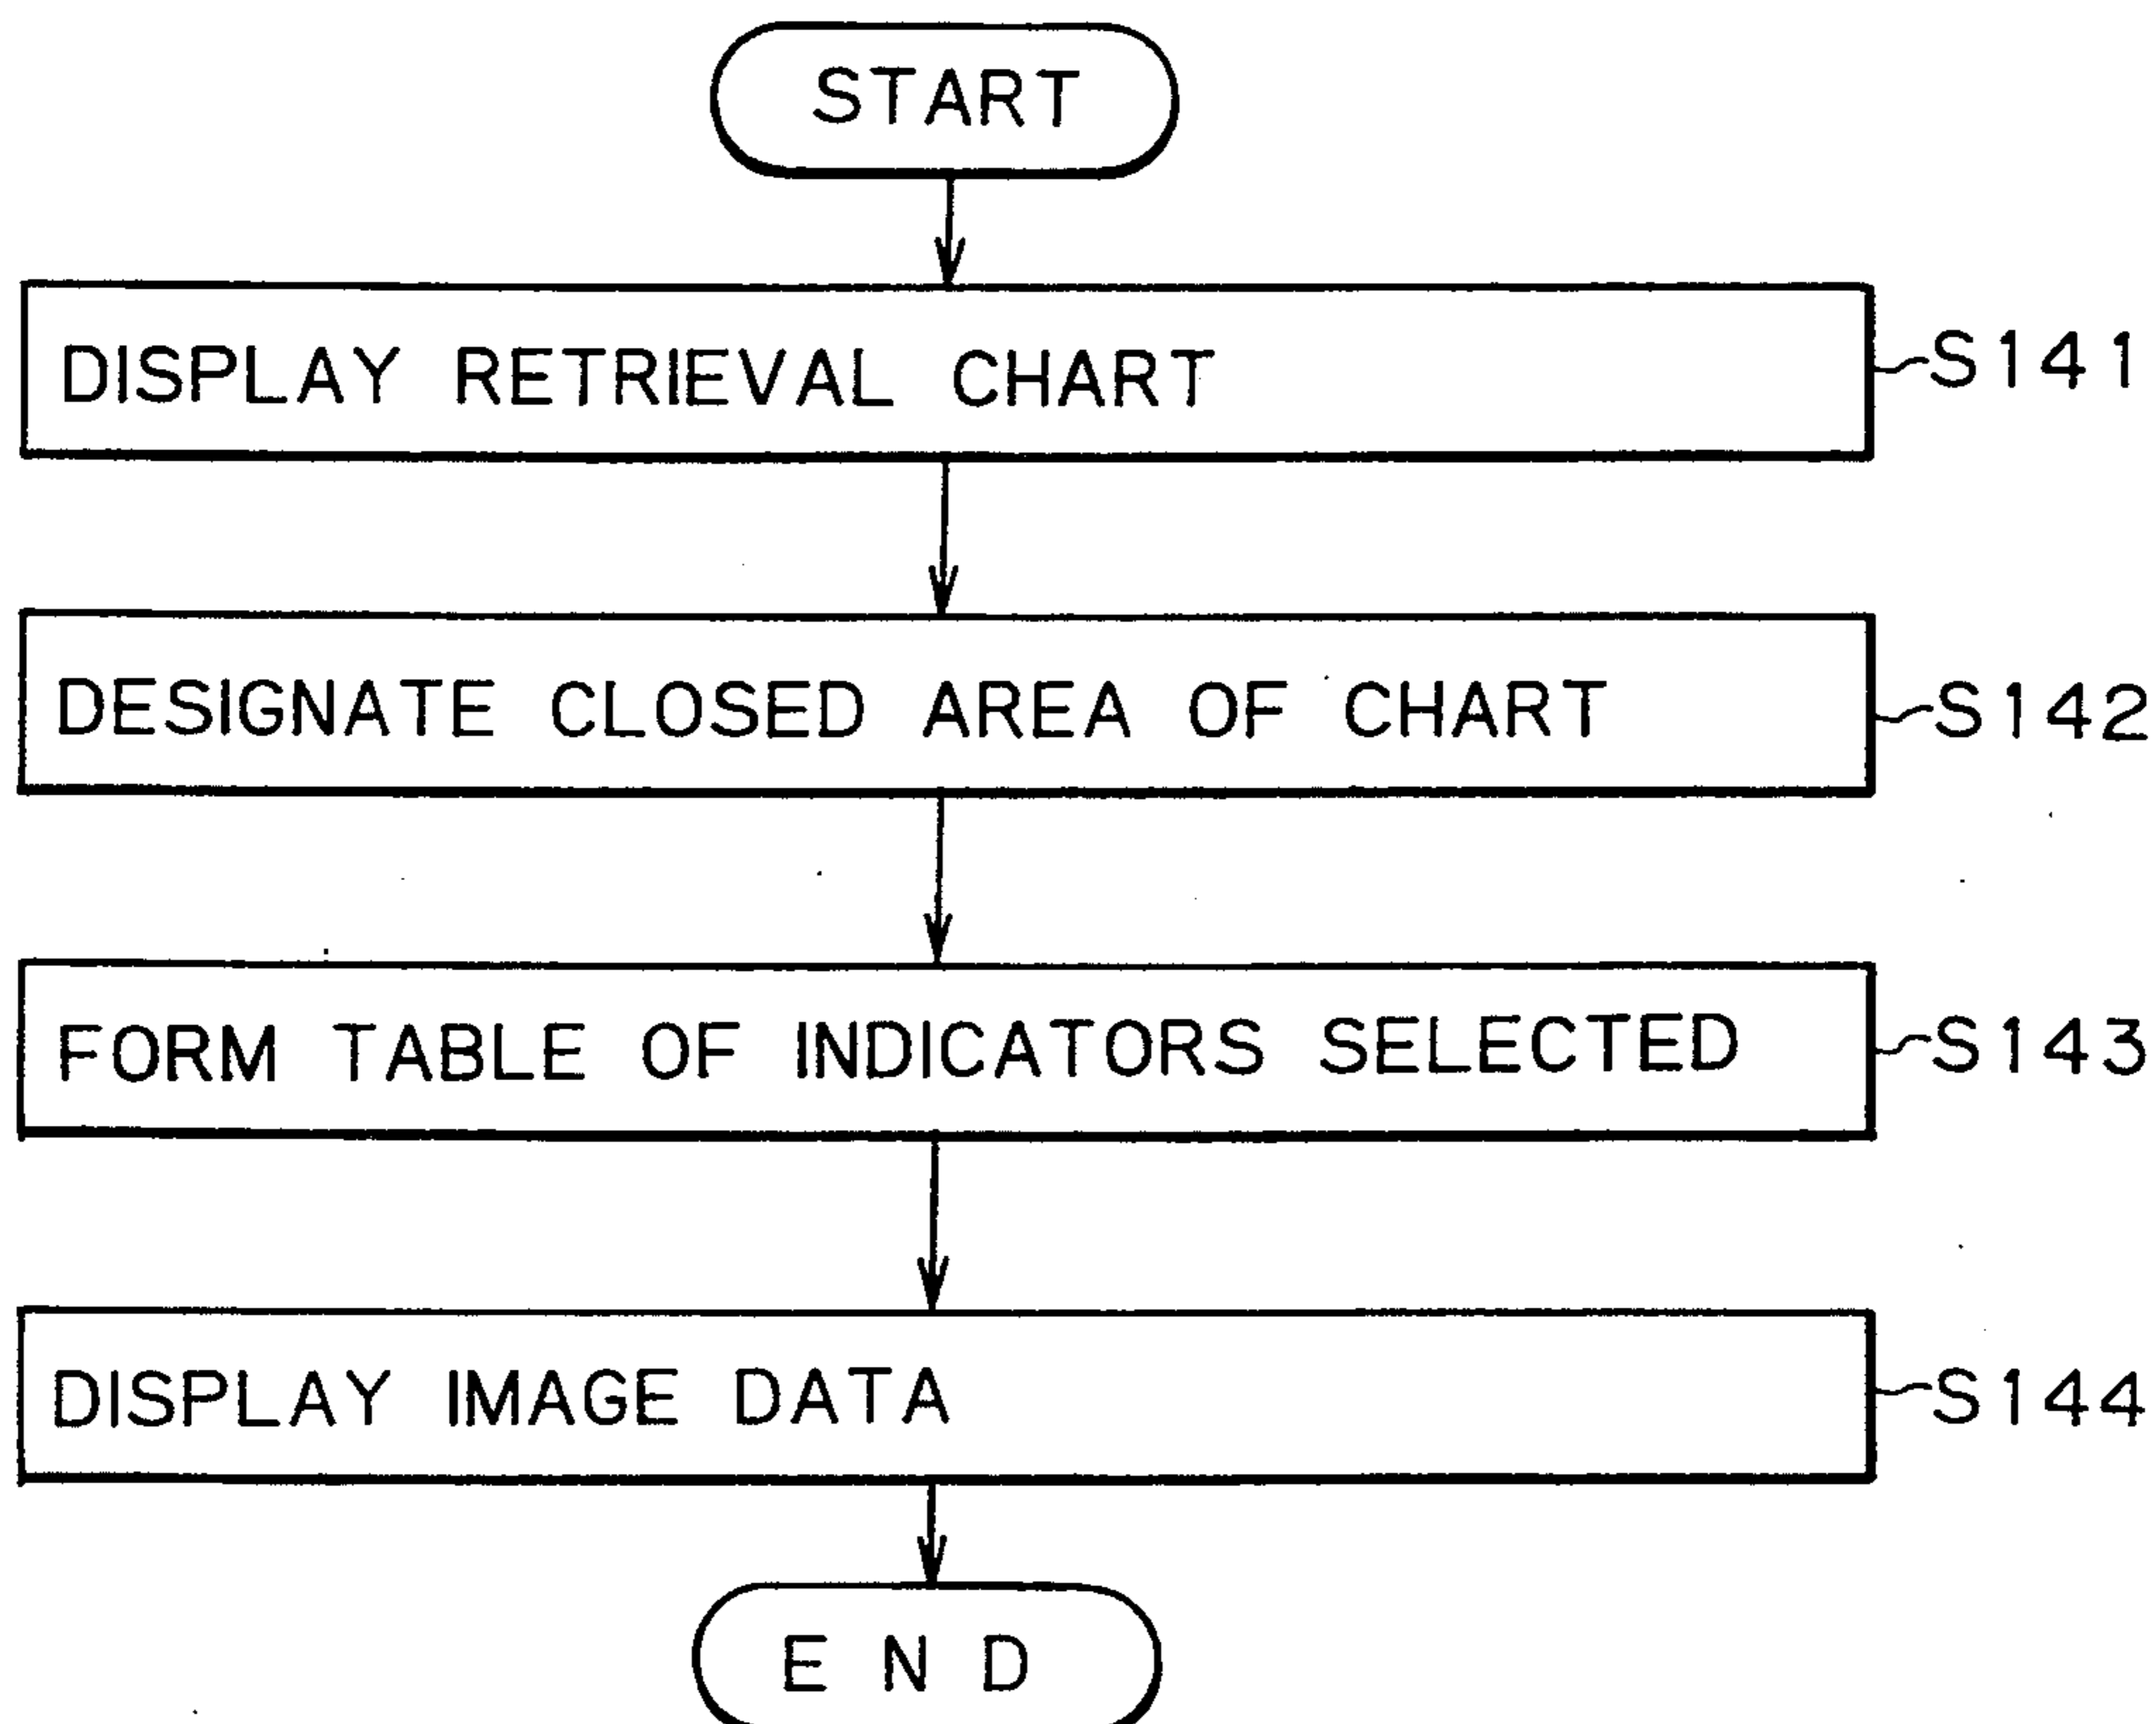 START
DISPLAY RETRIEVAL CHART
S141
DESIGNATE CLOSED AREA OF CHART
S142
FORM TABLE OF INDICATORS SELECTED
S143
DISPLAY IMAGE DATA
S144
END